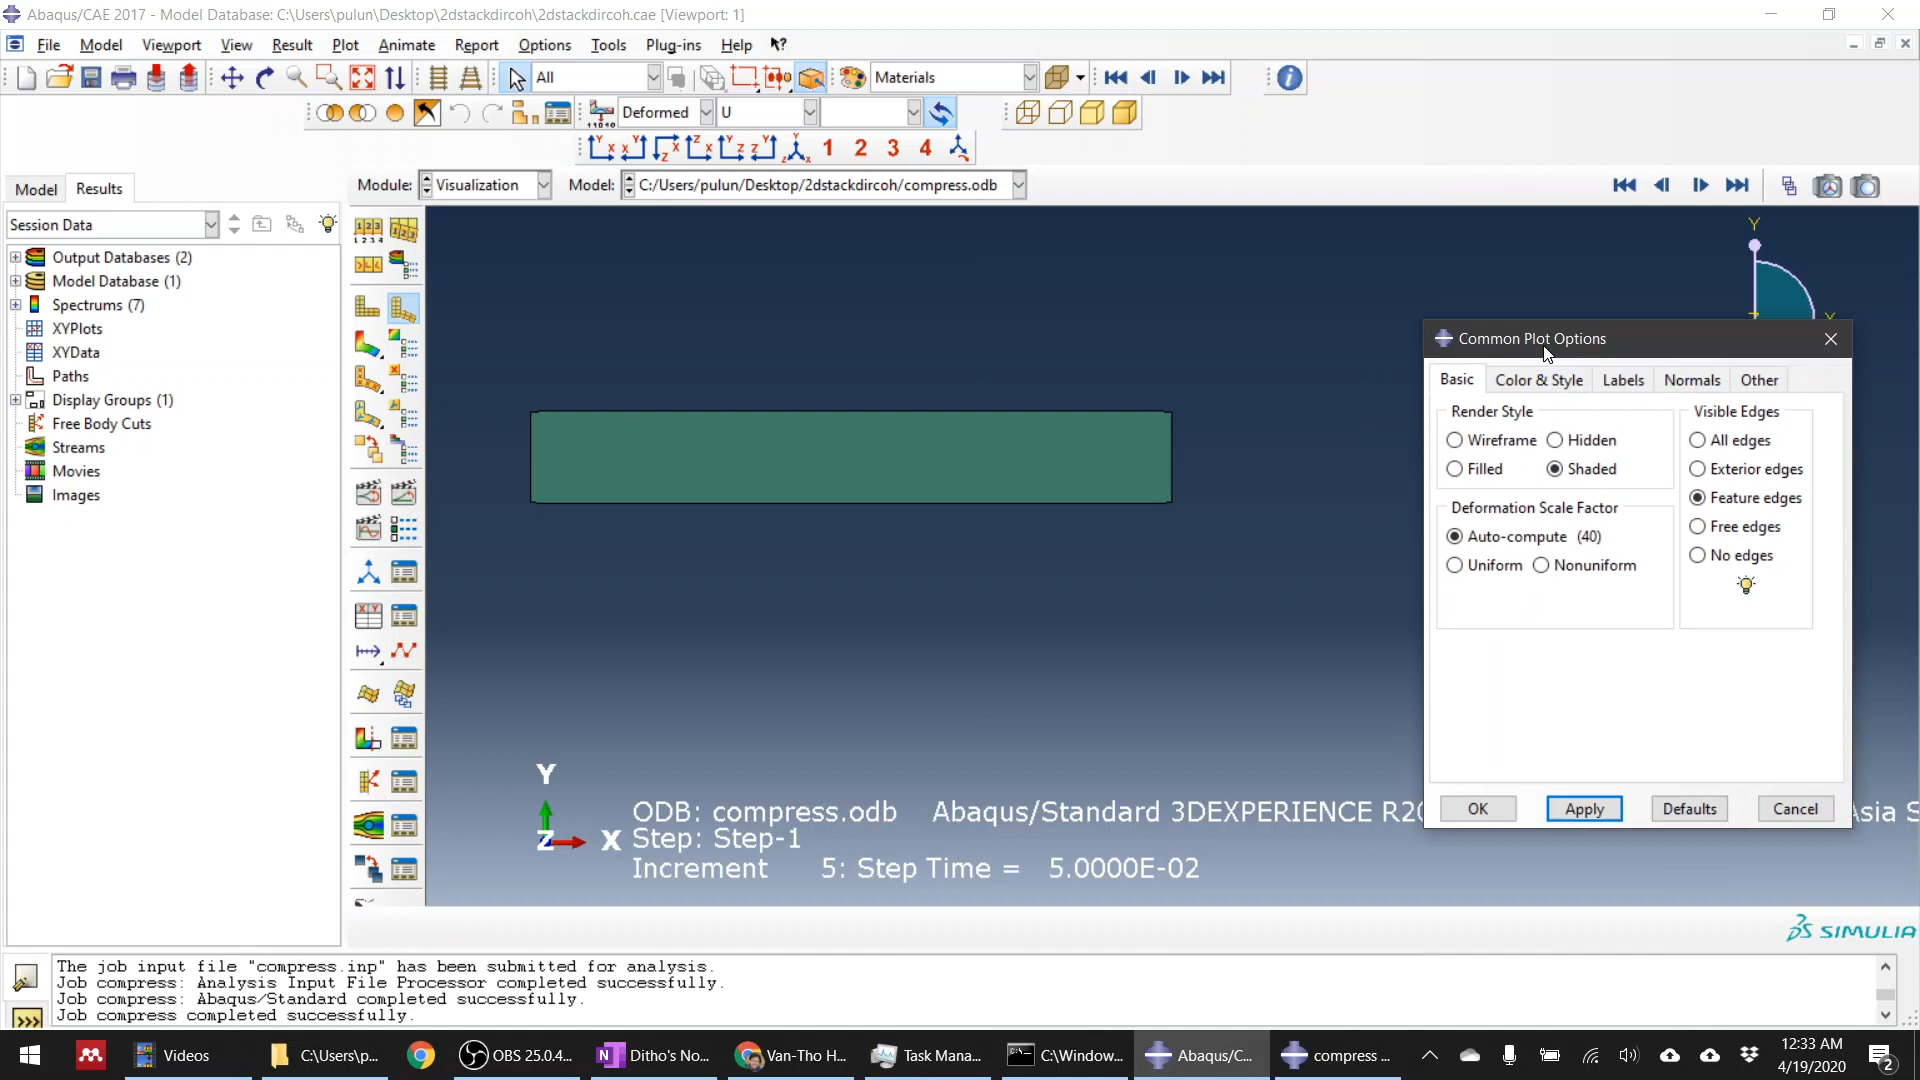 Abaqus/CAE 2017 - Model Database: C:\Users\pulun\Desktop\2dstackdircoh\2dstackdircoh.cae [Viewport: 1]
File Model Viewport View Result Plot Animate Report Options Tools Plug-ins Help
All Materials
Deformed U
1 2 3 4
Model Results Module: Visualization Model: C:/Users/pulun/Desktop/2dstackdircoh/compress.odb
Session Data
Output Databases (2)
Model Database (1)
Spectrums (7)
XYPlots
XYData
Paths
Display Groups (1)
Free Body Cuts
Streams
Movies
Images
Y
Common Plot Options
Basic Color & Style Labels Normals Other
Render Style Visible Edges
Wireframe Hidden All edges
Filled Shaded Exterior edges
Feature edges
Deformation Scale Factor
Free edges
Auto-compute (40)
No edges
Uniform Nonuniform
OK Apply Defaults Cancel
Y
Z X
ODB: compress.odb Abaqus/Standard 3DEXPERIENCE R20
Step: Step-1
Increment 5: Step Time = 5.0000E-02
SIMULIA
The job input file "compress.inp" has been submitted for analysis.
Job compress: Analysis Input File Processor completed successfully.
Job compress: Abaqus/Standard completed successfully.
Job compress completed successfully.
Videos C:\Users\p... OBS 25.0.4... Ditho's No... Van-Tho H... Task Mana... C:\Window... Abaqus/C... compress ...
12:33 AM
4/19/2020
2